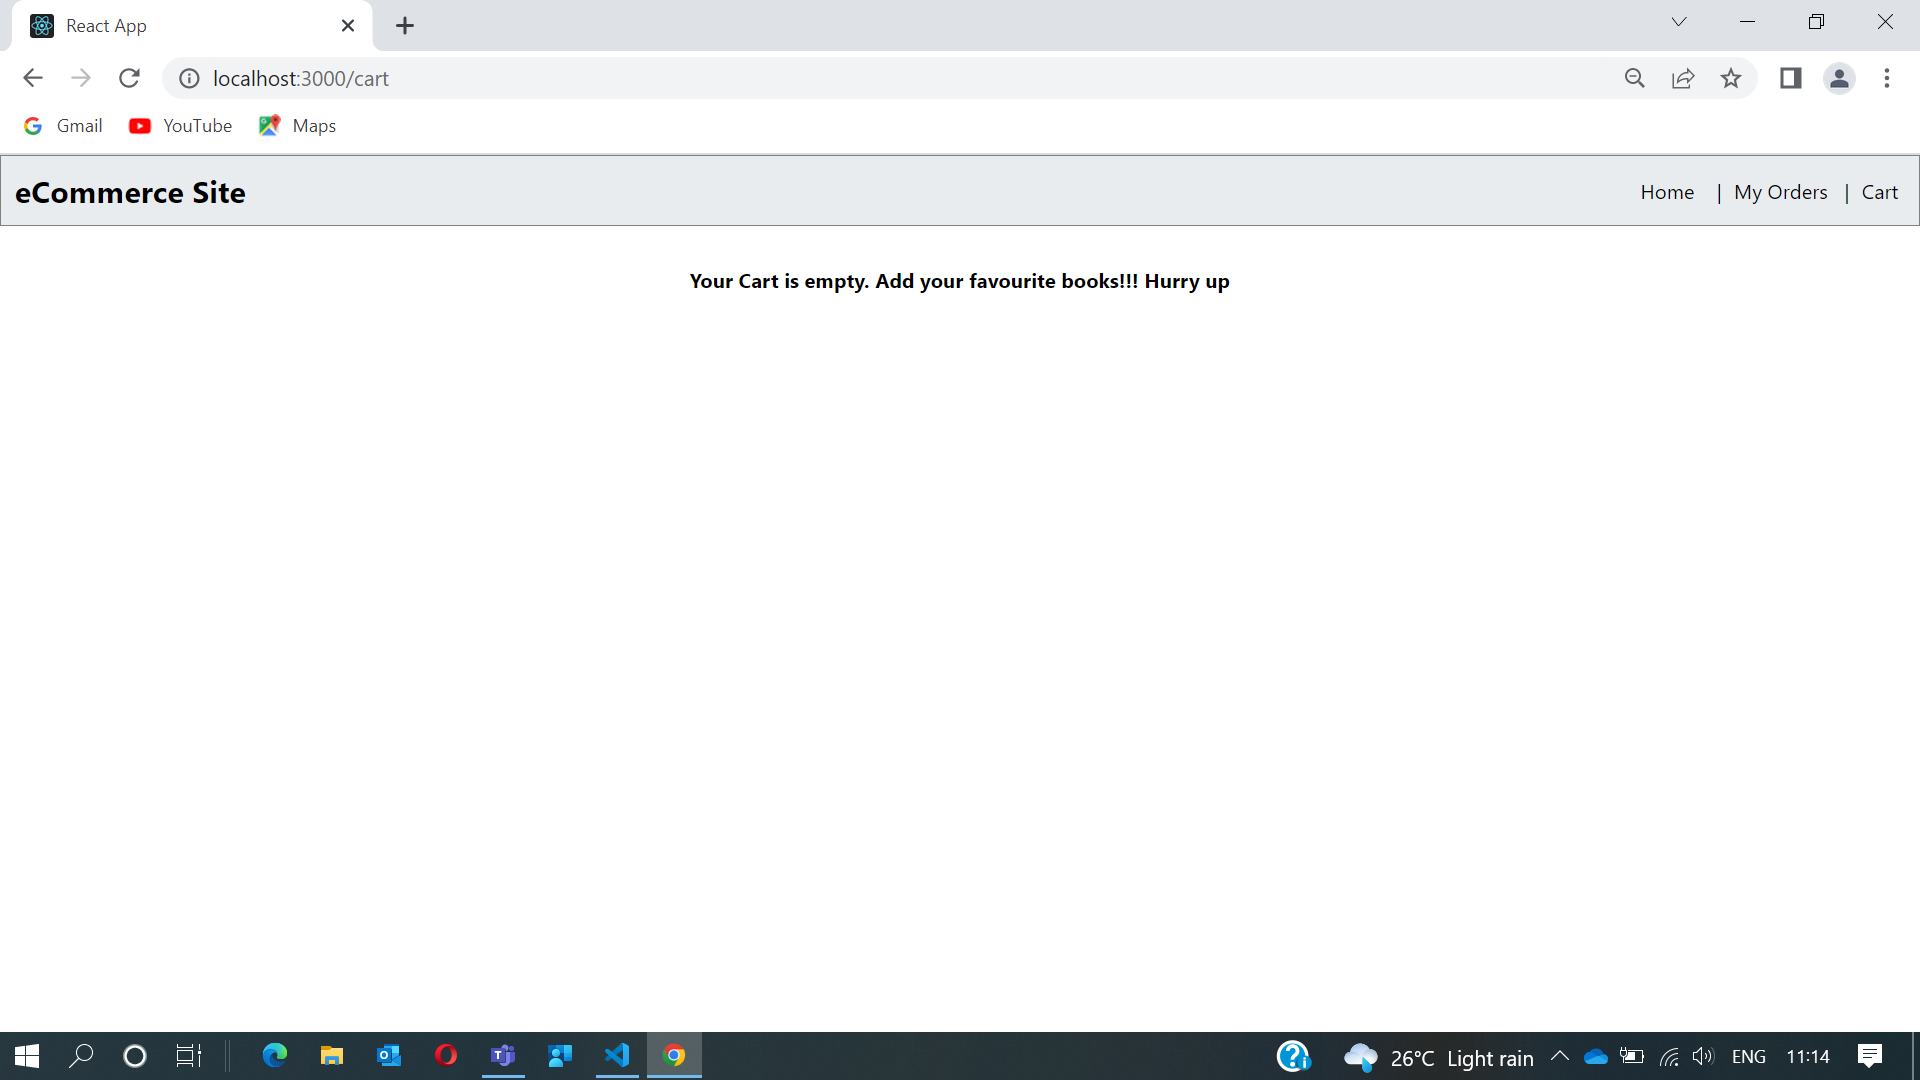 React App
localhost:3000/cart
Gmail YouTube Maps
eCommerce Site Home | My Orders | Cart
Your Cart is empty. Add your favourite books!!! Hurry up
26°C Light rain ENG 11:14